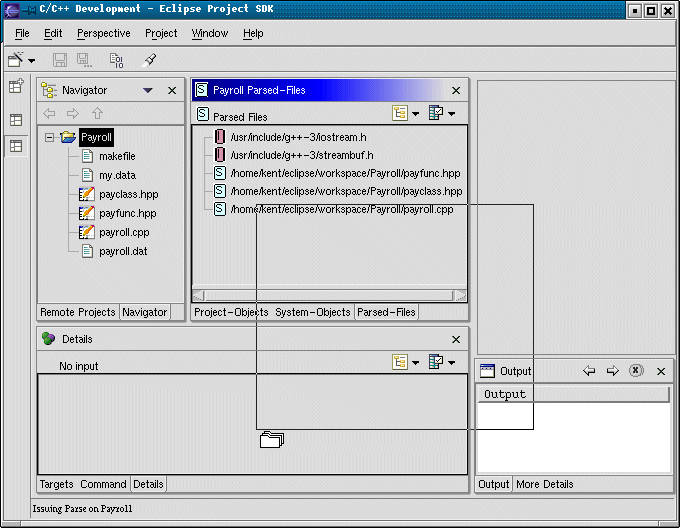 C/C++ Development - Eclipse Project SDK
File Edit Perspective Project Window Help
Navigator
Payroll
makefile
my.data
payclass.hpp
payfunc.hpp
payroll.cpp
payroll.dat
Remote Projects Navigator
Payroll Parsed-Files
Parsed Files
/usr/include/g++-3/iostream.h
/usr/include/g++-3/streambuf.h
/home/kent/eclipse/workspace/Payroll/payfunc.hpp
/home/kent/eclipse/workspace/Payroll/payclass.hpp
/home/kent/eclipse/workspace/Payroll/payroll.cpp
Project-Objects System-Objects Parsed-Files
Details
No input
Targets Command Details
Output
Output
Output More Details
Issuing Parse on Payroll